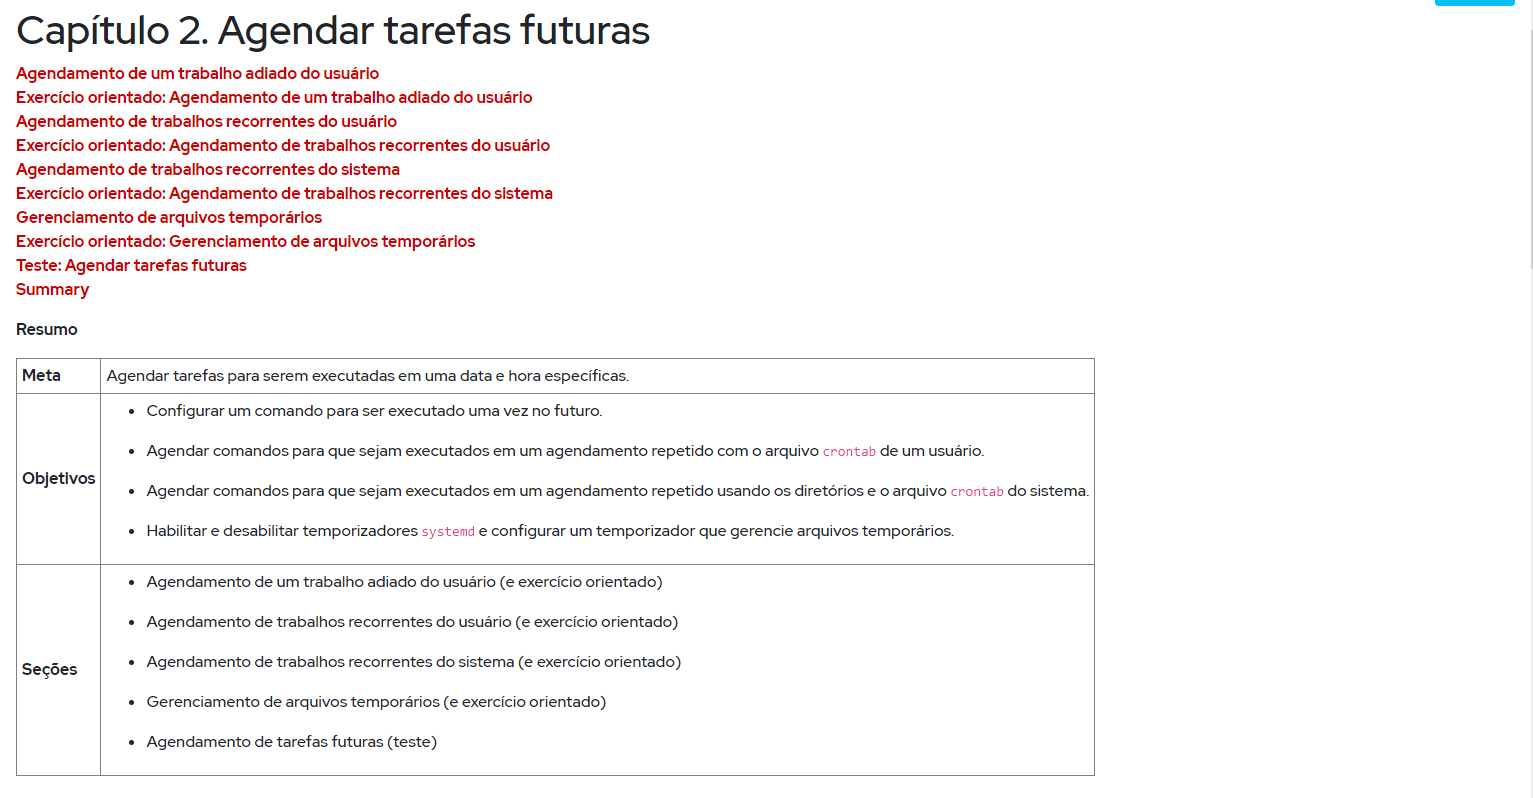 Capítulo 2. Agendar tarefas futuras
Agendamento de um trabalho adiado do usuário
Exercício orientado: Agendamento de um trabalho adiado do usuário
Agendamento de trabalhos recorrentes do usuário
Exercício orientado: Agendamento de trabalhos recorrentes do usuário
Agendamento de trabalhos recorrentes do sistema
Exercício orientado: Agendamento de trabalhos recorrentes do sistema
Gerenciamento de arquivos temporários
Exercício orientado: Gerenciamento de arquivos temporários
Teste: Agendar tarefas futuras
Summary
Resumo
Meta
Agendar tarefas para serem executadas em uma data e hora específicas.
Objetivos
Configurar um comando para ser executado uma vez no futuro.
Agendar comandos para que sejam executados em um agendamento repetido com o arquivo crontab de um usuário.
Agendar comandos para que sejam executados em um agendamento repetido usando os diretórios e o arquivo crontab do sistema.
Habilitar e desabilitar temporizadores systemd e configurar um temporizador que gerencie arquivos temporários.
Seções
Agendamento de um trabalho adiado do usuário (e exercício orientado)
Agendamento de trabalhos recorrentes do usuário (e exercício orientado)
Agendamento de trabalhos recorrentes do sistema (e exercício orientado)
Gerenciamento de arquivos temporários (e exercício orientado)
Agendamento de tarefas futuras (teste)